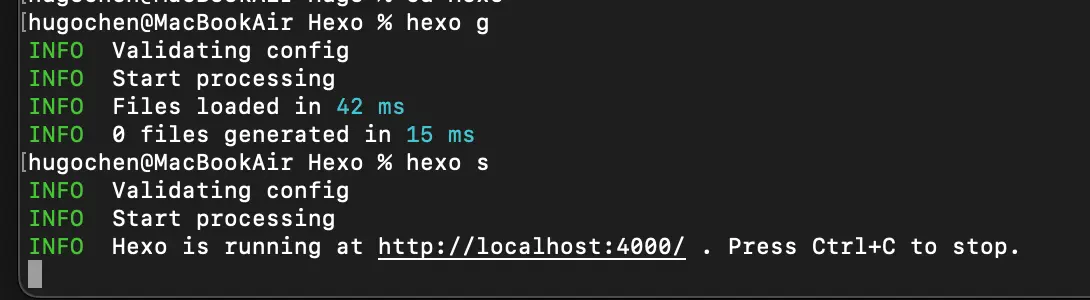 [hugochen@MacBookAir Hexo % hexo g
INFO  Validating config
INFO  Start processing
INFO  Files loaded in 42 ms
INFO  0 files generated in 15 ms
[hugochen@MacBookAir Hexo % hexo s
INFO  Validating config
INFO  Start processing
INFO  Hexo is running at http://localhost:4000/ . Press Ctrl+C to stop.